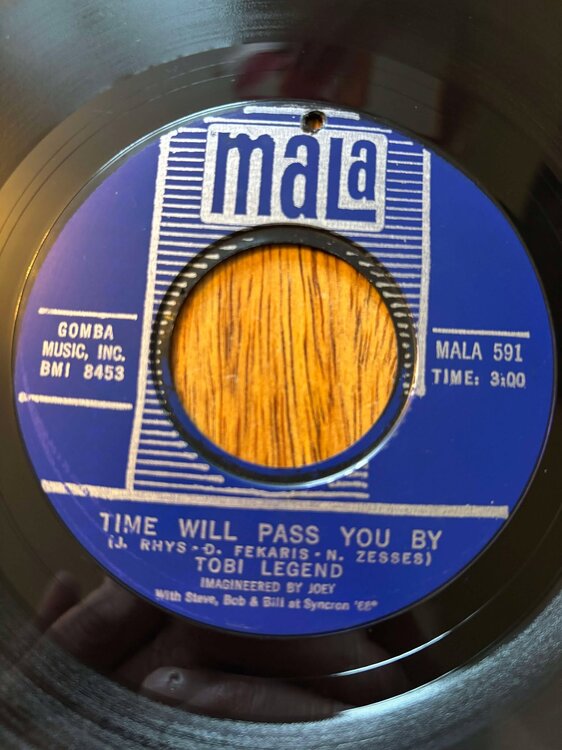 mala
GOMBA
MUSIC, INC.
BMI 8453
MALA 591
TIME: 3:00
TIME WILL PASS YOU BY
(J. RHYS - D. FEKARIS - N. ZESSES)
TOBI LEGEND
IMAGINEERED BY JOEY
With Steve, Bob & Bill at Syncron '68°